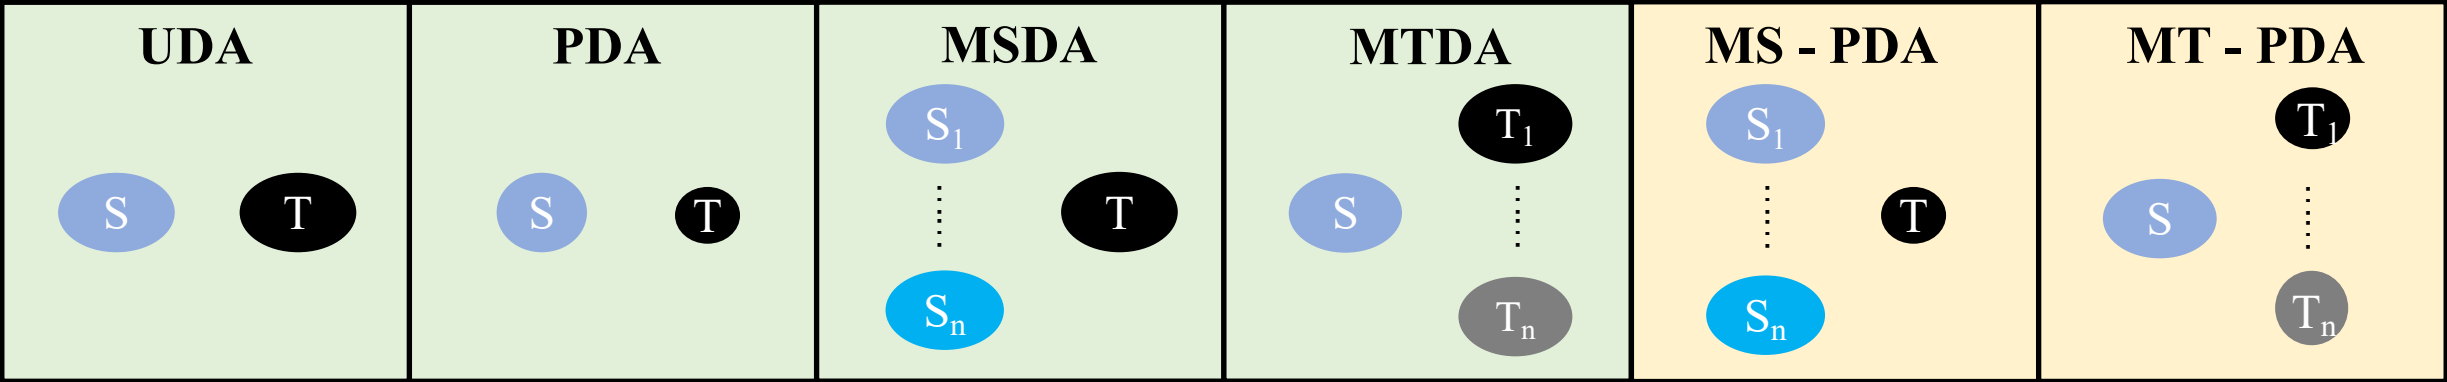 UDA
S T
PDA
S T
MSDA
S₁
T
Sₙ
MTDA
T₁
S
Tₙ
MS - PDA
S₁
T
Sₙ
MT - PDA
T₁
S
Tₙ